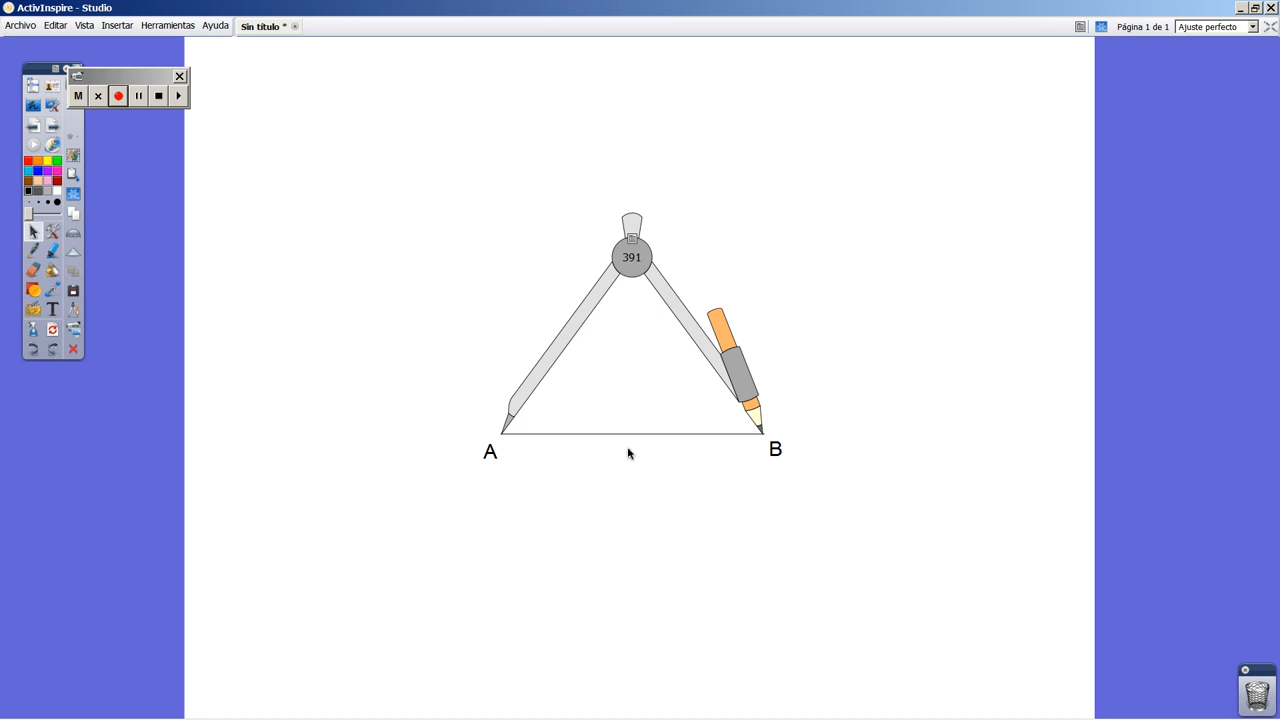 ActivInspire - Studio
Archivo Editar Vista Insertar Herramientas Ayuda Sin título * Página 1 de 1 Ajuste perfecto
M
T
391
A B